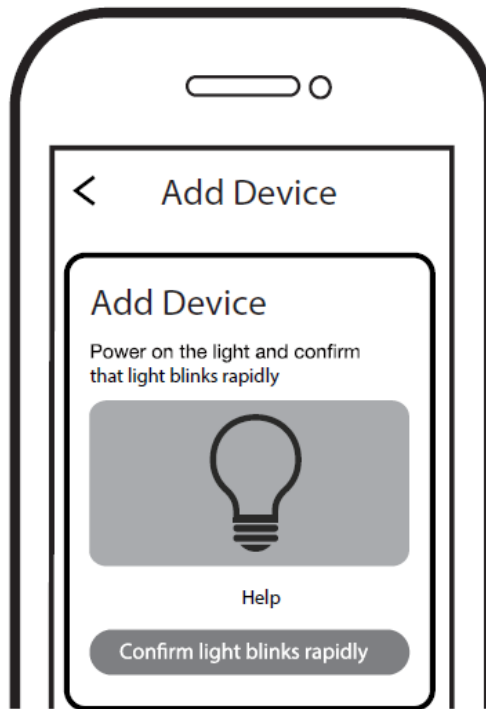 Add Device
Add Device
Power on the light and confirm
that light blinks rapidly
Help
Confirm light blinks rapidly